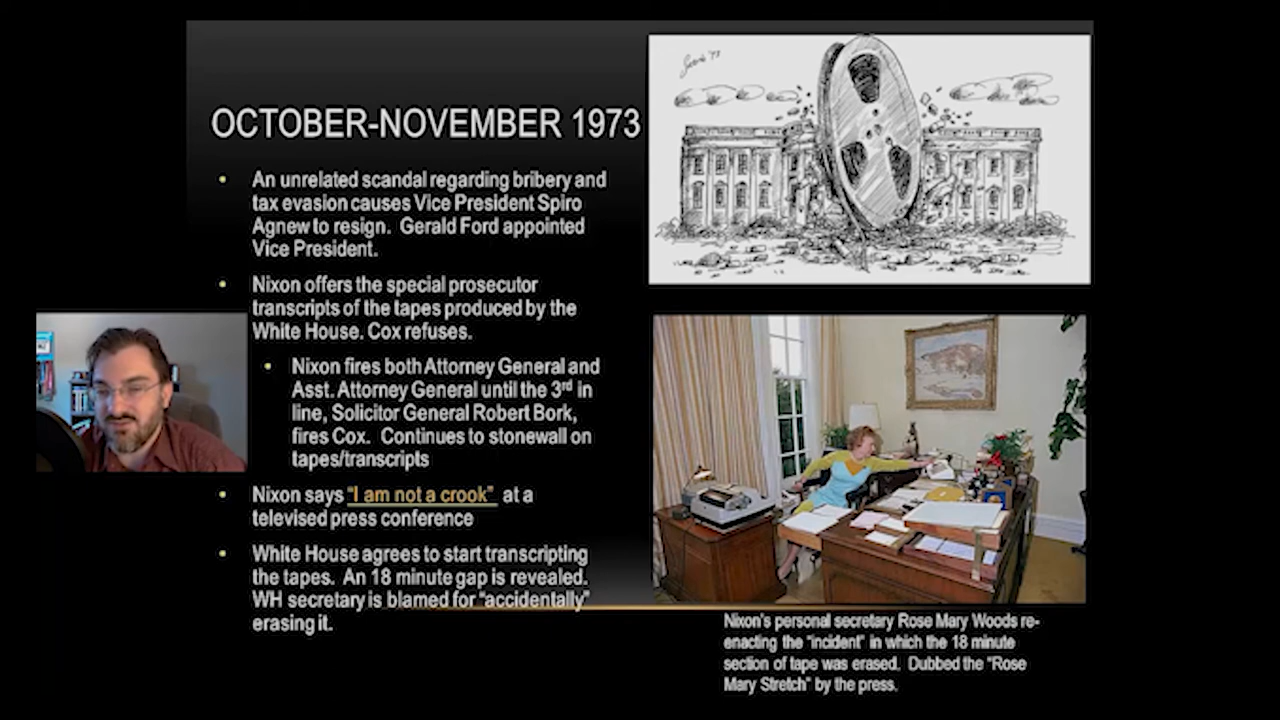 OCTOBER-NOVEMBER 1973
An unrelated scandal regarding bribery and
tax evasion causes Vice President Spiro
Agnew to resign. Gerald Ford appointed
Vice President.
Nixon offers the special prosecutor
transcripts of the tapes produced by the
White House. Cox refuses.
Nixon fires both Attorney General and
Asst. Attorney General until the 3rd in
line, Solicitor General Robert Bork,
fires Cox. Continues to stonewall on
tapes/transcripts
Nixon says "I am not a crook" at a
televised press conference
White House agrees to start transcripting
the tapes. An 18 minute gap is revealed.
WH secretary is blamed for "accidentally"
erasing it.
Nixon's personal secretary Rose Mary Woods re-
enacting the "incident" in which the 18 minute
section of tape was erased. Dubbed the "Rose
Mary Stretch" by the press.